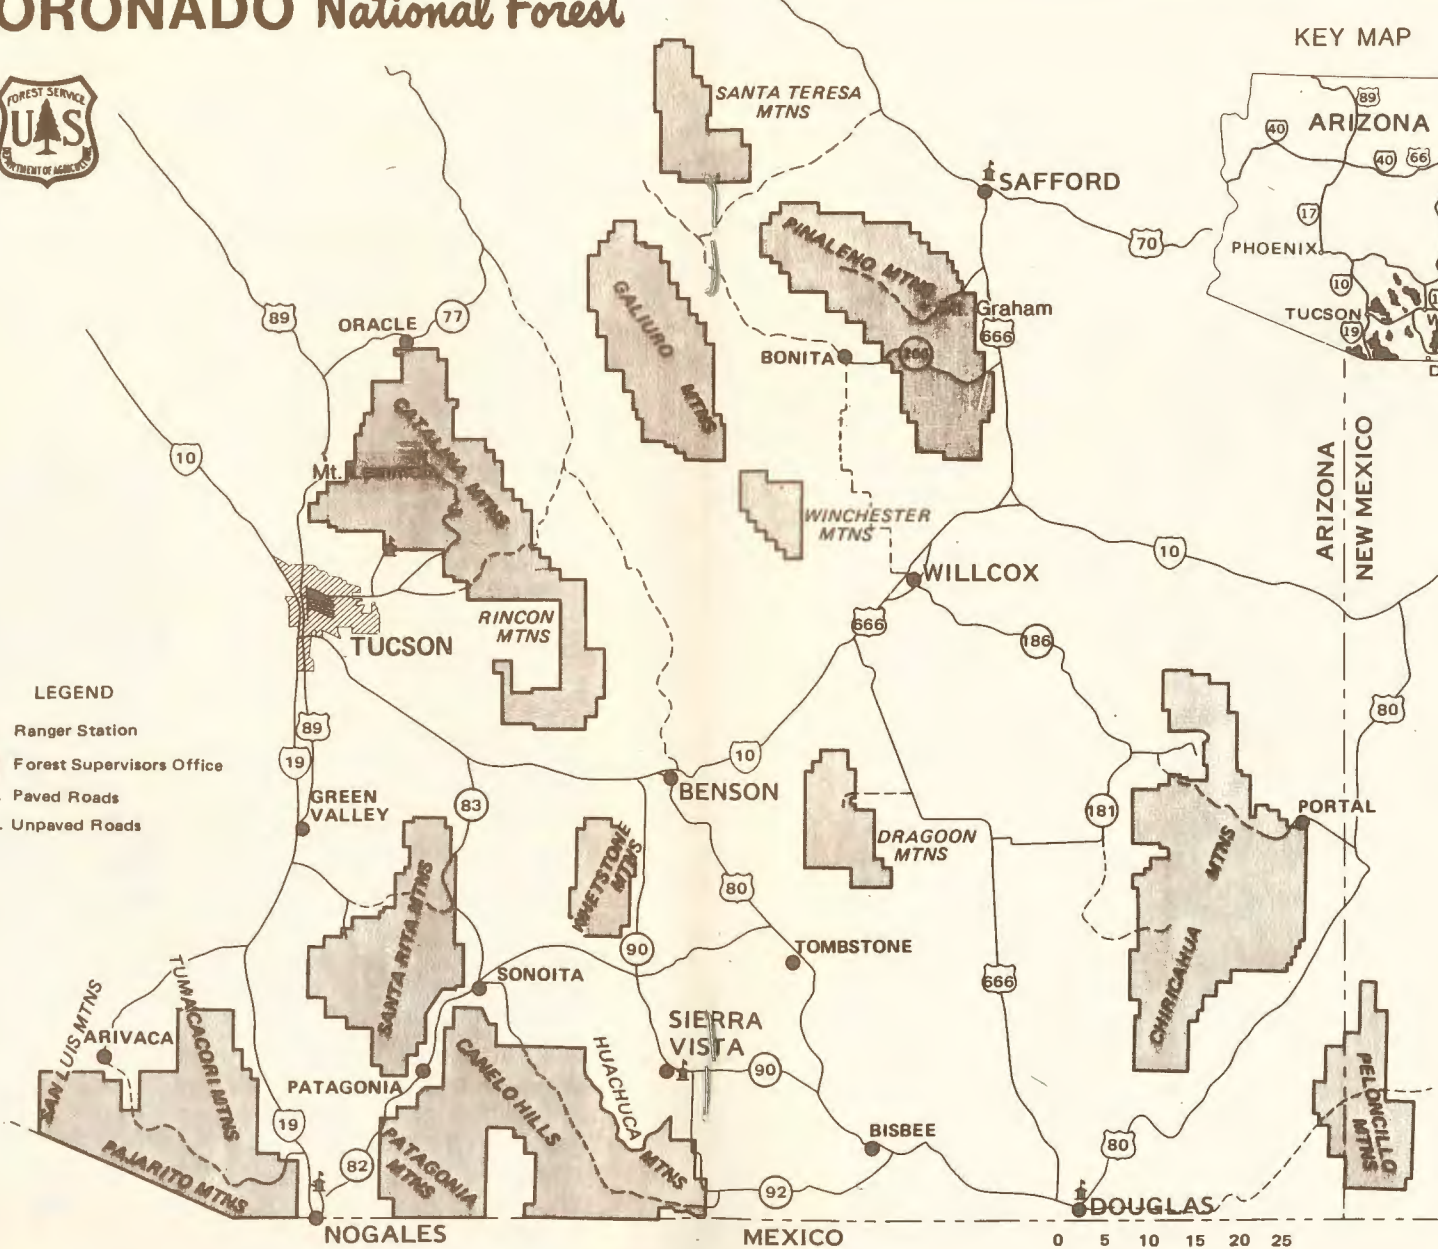 ORONADO National Forest
KEY MAP
FOREST SERVICE
UAS
DEPARTMENT OF AGRICULTURE
SANTA TERESA
MTNS
SAFFORD
70
89
ARIZONA
40
40
66
17
PHOENIX
10
TUCSON
19
PINALENO MTNS
Mt. Graham
666
266
BONITA
GALIURO
MTNS
89
ORACLE
77
10
CATALINA MTNS
Mt. Lemmon
WINCHESTER
MTNS
ARIZONA
NEW MEXICO
10
WILLCOX
666
186
RINCON
MTNS
TUCSON
LEGEND
Ranger Station
Forest Supervisors Office
Paved Roads
Unpaved Roads
89
19
GREEN
VALLEY
83
10
BENSON
80
WHETSTONE
MTNS
80
DRAGOON
MTNS
181
PORTAL
CHIRICAHUA
MTNS
SANTA RITA MTNS
90
TOMBSTONE
666
SONOITA
SAN LUIS MTNS
ARIVACA
TUMACACORI MTNS
PAJARITO MTNS
PATAGONIA
19
82
PATAGONIA
MTNS
CANELO HILLS
HUACHUCA
MTNS
SIERRA
VISTA
90
BISBEE
92
80
PELONCILLO
MTNS
DOUGLAS
NOGALES
MEXICO
0 5 10 15 20 25